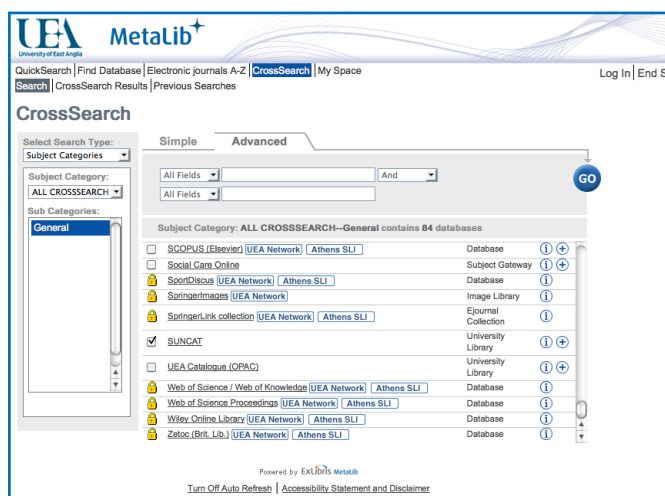 UEA
University of East Anglia
MetaLib
QuickSearch | Find Database | Electronic journals A-Z | CrossSearch | My Space
Log In | End S
Search | CrossSearch Results | Previous Searches
CrossSearch
Select Search Type:
Subject Categories
Subject Category:
ALL CROSSSEARCH
Sub Categories:
General
Simple Advanced
All Fields And
All Fields
GO
Subject Category: ALL CROSSSEARCH--General contains 84 databases
SCOPUS (Elsevier) UEA Network Athens SLI Database
Social Care Online Subject Gateway
SportDiscus UEA Network Athens SLI Database
SpringerImages UEA Network Image Library
SpringerLink collection UEA Network Athens SLI Ejournal Collection
SUNCAT University Library
UEA Catalogue (OPAC) University Library
Web of Science / Web of Knowledge UEA Network Athens SLI Database
Web of Science Proceedings UEA Network Athens SLI Database
Wiley Online Library UEA Network Athens SLI Database
Zetoc (Brit. Lib.) UEA Network Athens SLI Database
Powered by ExLibris MetaLib
Turn Off Auto Refresh | Accessibility Statement and Disclaimer